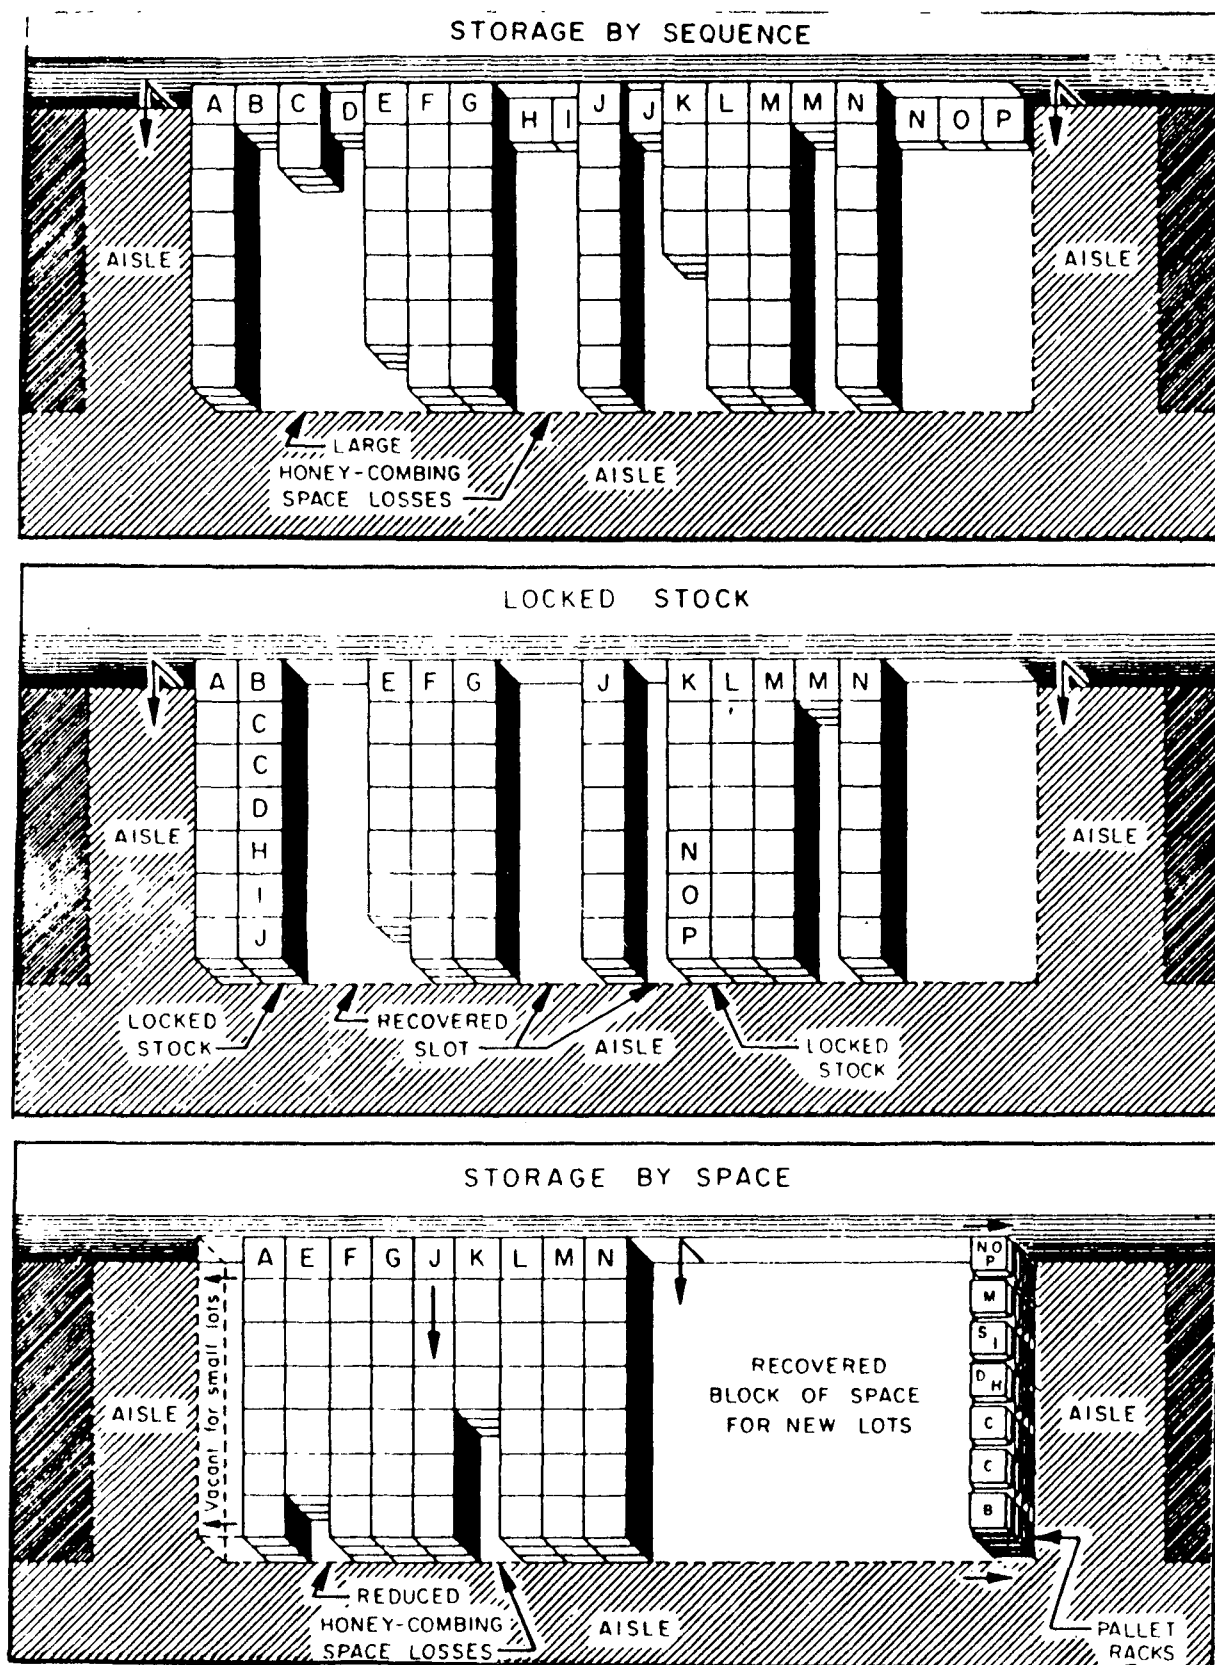 STORAGE BY SEQUENCE
A B C D E F G H I J J K L M M N N O P
AISLE
AISLE
LARGE
HONEY-COMBING
SPACE LOSSES
AISLE
LOCKED STOCK
A B E F G J K L M M N
C
C
D
H
I
J
N
O
P
AISLE
AISLE
LOCKED
STOCK
RECOVERED
SLOT
AISLE
LOCKED
STOCK
STORAGE BY SPACE
A E F G J K L M N
NO
P
M
S I
D H
C
C
B
Vacant for small lots
AISLE
RECOVERED
BLOCK OF SPACE
FOR NEW LOTS
AISLE
REDUCED
HONEY-COMBING
SPACE LOSSES
AISLE
PALLET
RACKS